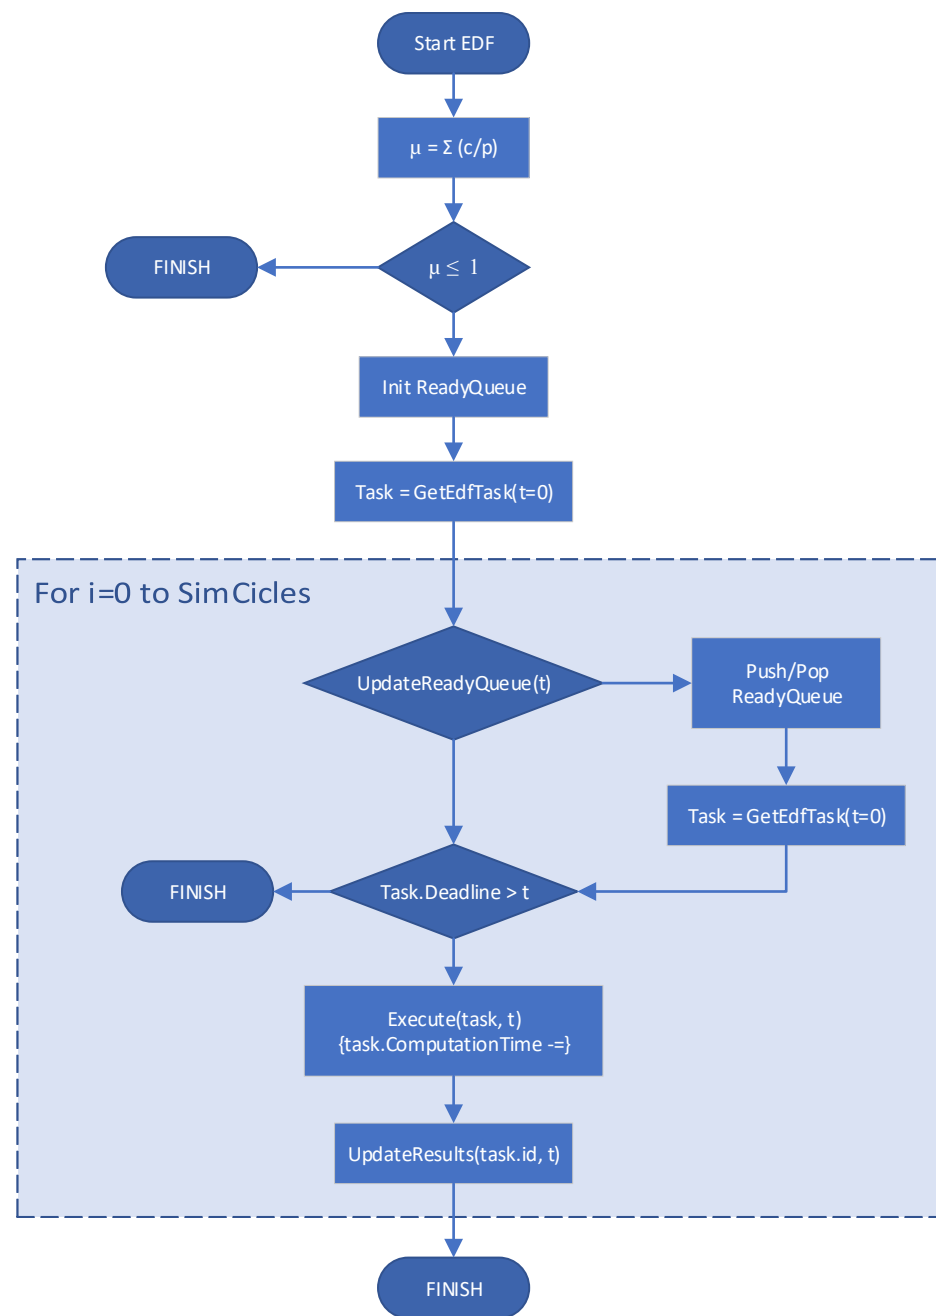 Start EDF
μ = Σ (c/p)
FINISH
μ ≤ 1
Init ReadyQueue
Task = GetEdfTask(t=0)
For i=0 to SimCicles
UpdateReadyQueue(t)
Push/Pop
ReadyQueue
Task = GetEdfTask(t=0)
FINISH
Task.Deadline > t
Execute(task, t)
{task.ComputationTime -=}
UpdateResults(task.id, t)
FINISH